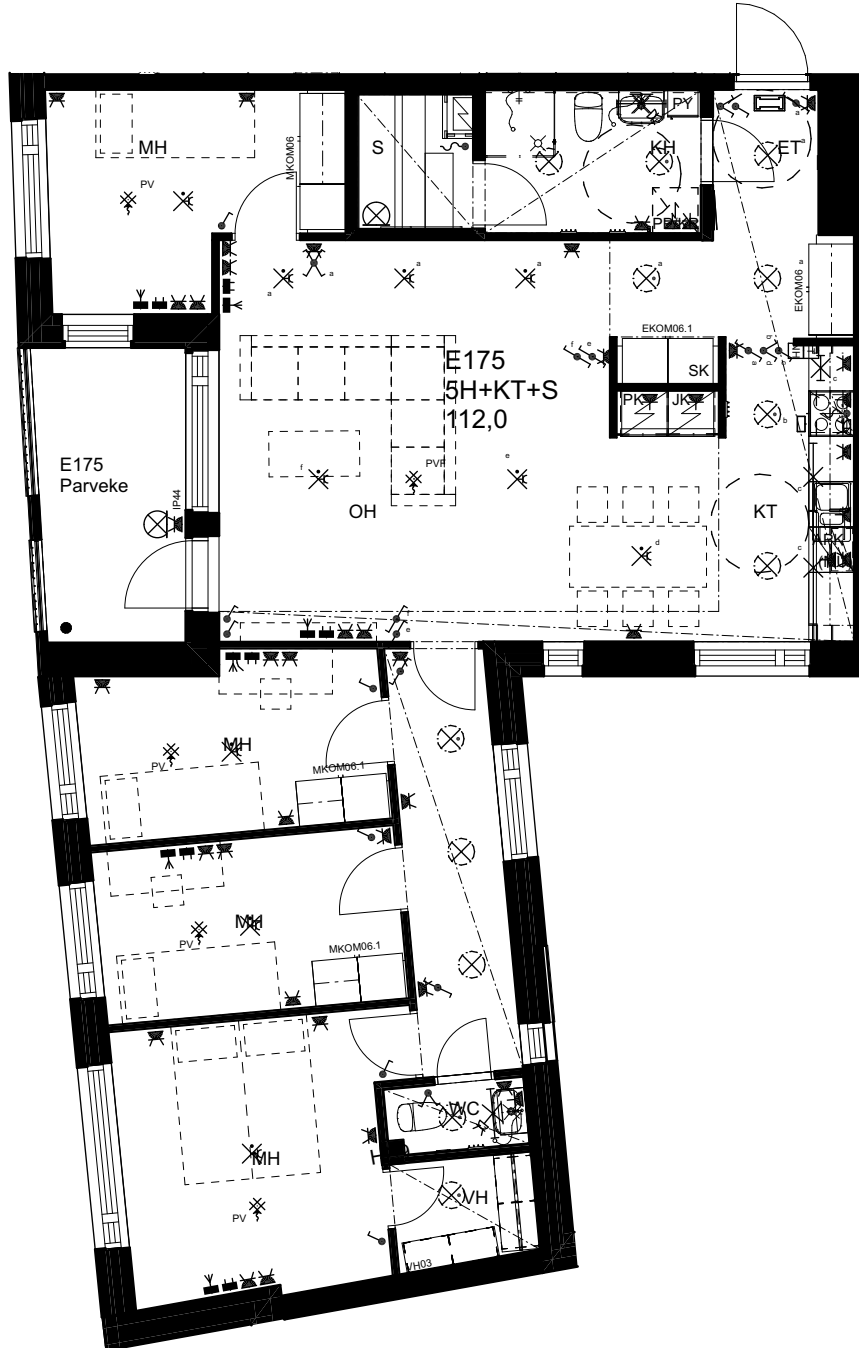 MH
PV
MKOM06
S
KH
PY
ET
EKOM06
E175
5H+KT+S
112,0
EKOM06.1
SK
PK
JK
E175
Parveke
IP44
OH
PVP
KT
MH
PV
MKOM06.1
MH
PV
MKOM06.1
MH
PV
WC
VH
VH03